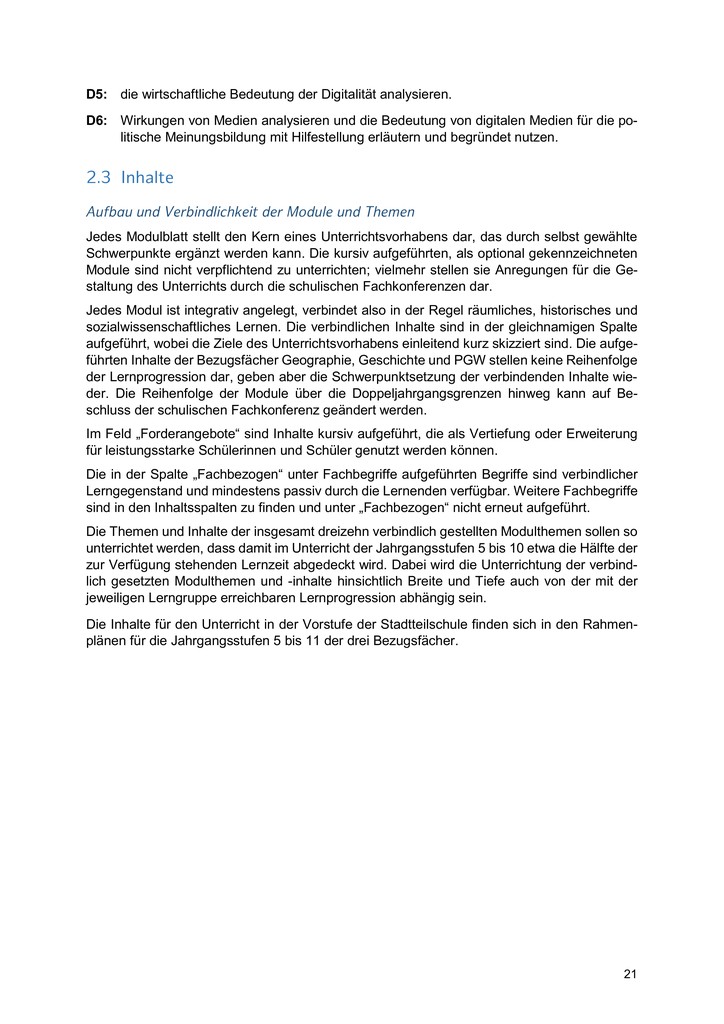 D5: die wirtschaftliche Bedeutung der Digitalität analysieren.
D6: Wirkungen von Medien analysieren und die Bedeutung von digitalen Medien für die po-
litische Meinungsbildung mit Hilfestellung erläutern und begründet nutzen.
2.3 Inhalte
Aufbau und Verbindlichkeit der Module und Themen
Jedes Modulblatt stellt den Kern eines Unterrichtsvorhabens dar, das durch selbst gewählte
Schwerpunkte ergänzt werden kann. Die kursiv aufgeführten, als optional gekennzeichneten
Module sind nicht verpflichtend zu unterrichten; vielmehr stellen sie Anregungen für die Ge-
staltung des Unterrichts durch die schulischen Fachkonferenzen dar.
Jedes Modul ist integrativ angelegt, verbindet also in der Regel räumliches, historisches und
sozialwissenschaftliches Lernen. Die verbindlichen Inhalte sind in der gleichnamigen Spalte
aufgeführt, wobei die Ziele des Unterrichtsvorhabens einleitend kurz skizziert sind. Die aufge-
führten Inhalte der Bezugsfächer Geographie, Geschichte und PGW stellen keine Reihenfolge
der Lernprogression dar, geben aber die Schwerpunktsetzung der verbindenden Inhalte wie-
der. Die Reihenfolge der Module über die Doppeljahrgangsgrenzen hinweg kann auf Be-
schluss der schulischen Fachkonferenz geändert werden.
Im Feld „Forderangebote“ sind Inhalte kursiv aufgeführt, die als Vertiefung oder Erweiterung
für leistungsstarke Schülerinnen und Schüler genutzt werden können.
Die in der Spalte „Fachbezogen“ unter Fachbegriffe aufgeführten Begriffe sind verbindlicher
Lerngegenstand und mindestens passiv durch die Lernenden verfügbar. Weitere Fachbegriffe
sind in den Inhaltsspalten zu finden und unter „Fachbezogen“ nicht erneut aufgeführt.
Die Themen und Inhalte der insgesamt dreizehn verbindlich gestellten Modulthemen sollen so
unterrichtet werden, dass damit im Unterricht der Jahrgangsstufen 5 bis 10 etwa die Hälfte der
zur Verfügung stehenden Lernzeit abgedeckt wird. Dabei wird die Unterrichtung der verbind-
lich gesetzten Modulthemen und -inhalte hinsichtlich Breite und Tiefe auch von der mit der
jeweiligen Lerngruppe erreichbaren Lernprogression abhängig sein.
Die Inhalte für den Unterricht in der Vorstufe der Stadtteilschule finden sich in den Rahmen-
plänen für die Jahrgangsstufen 5 bis 11 der drei Bezugsfächer.
21